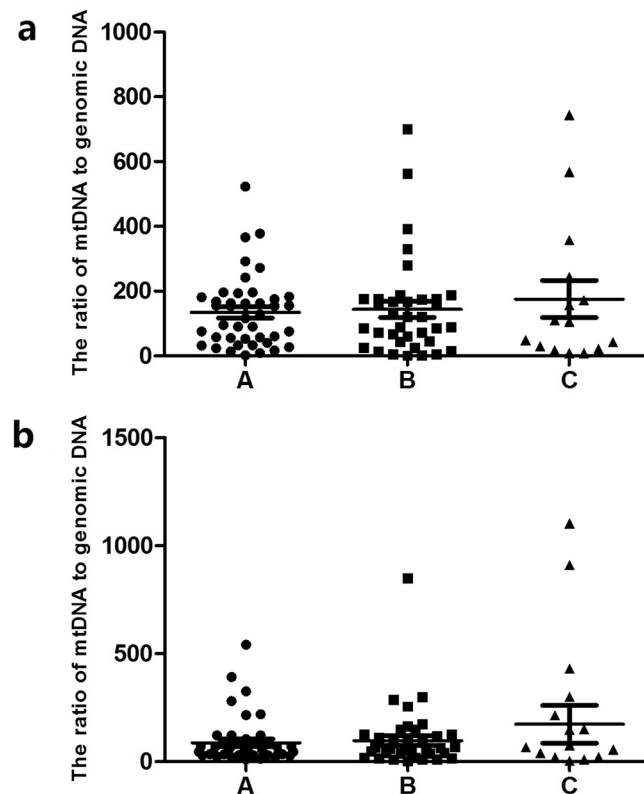 a
The ratio of mtDNA to genomic DNA
1000
800
600
400
200
0
A B C
b
The ratio of mtDNA to genomic DNA
1500
1000
500
0
A B C